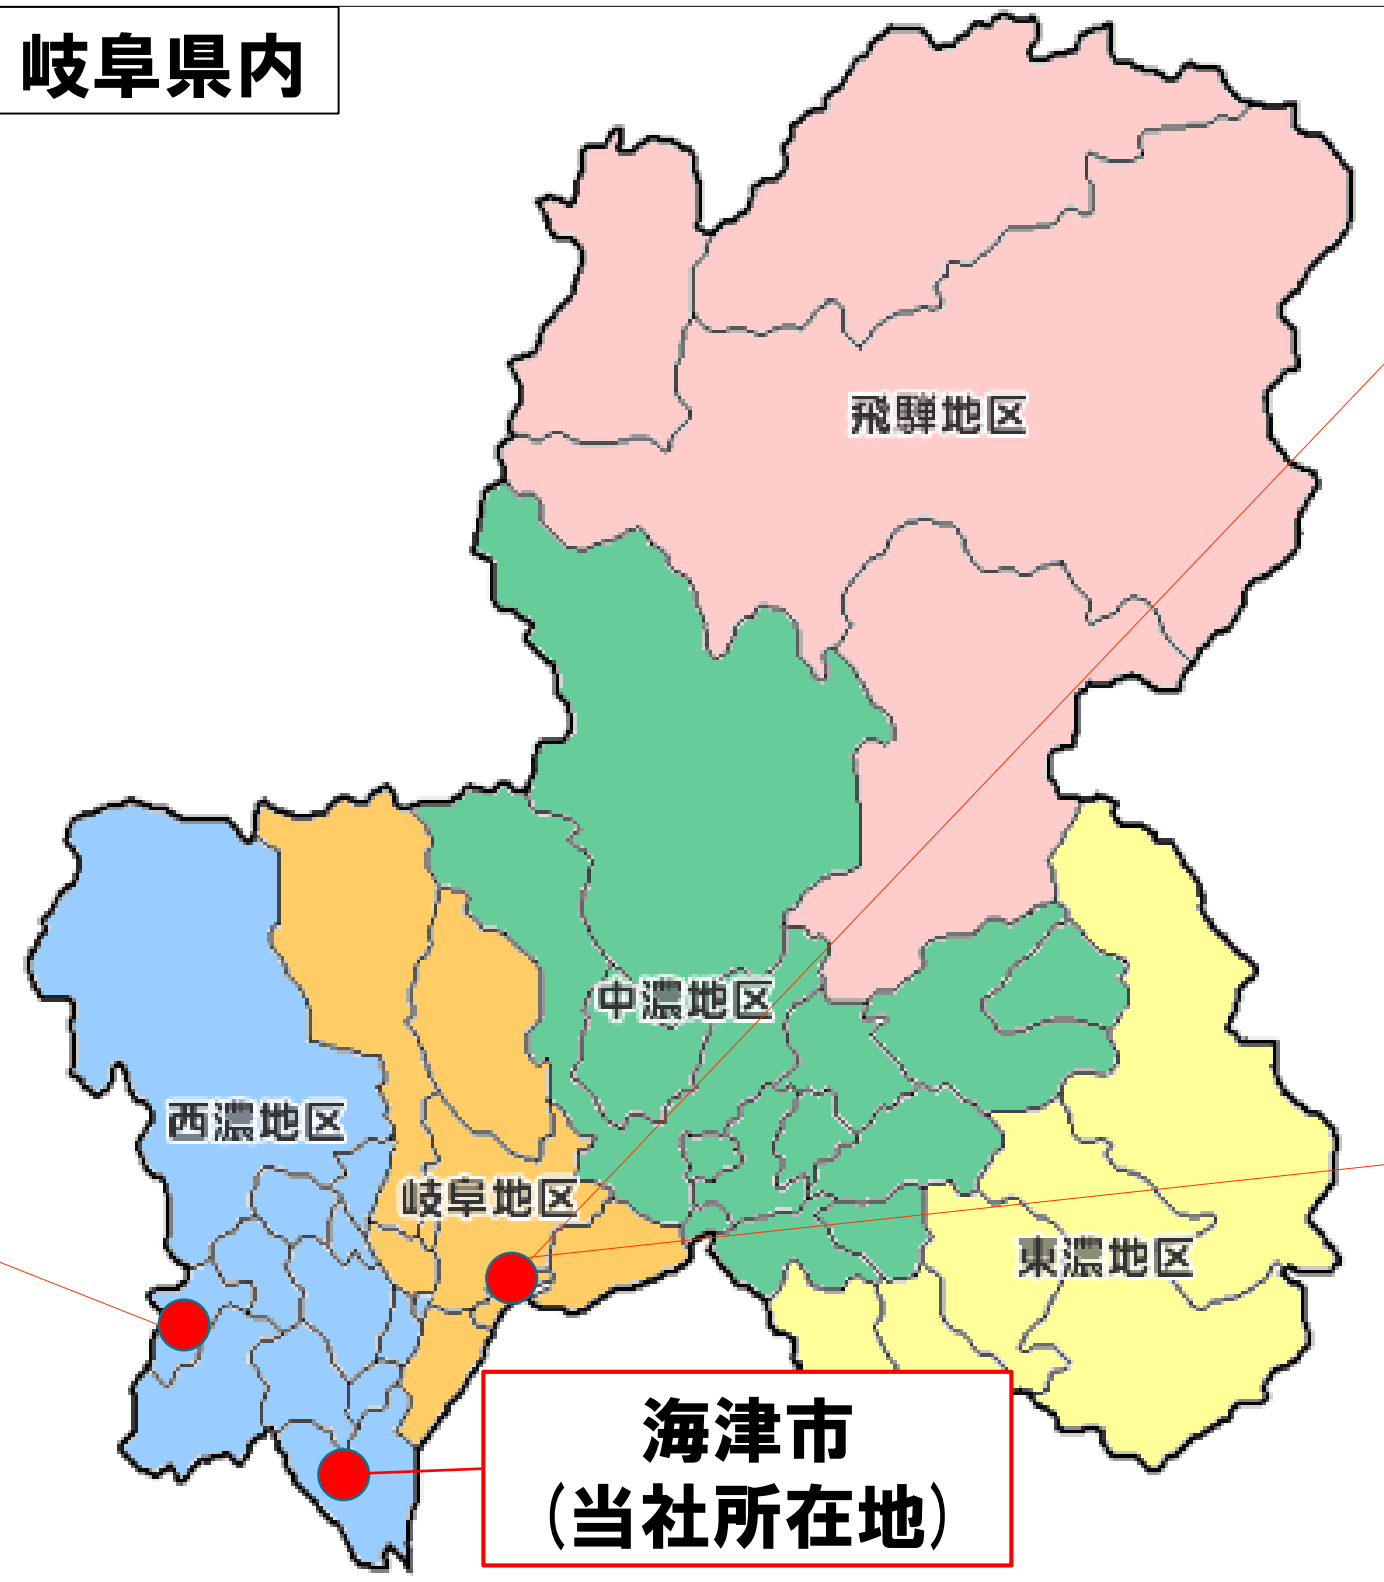 岐阜県内
飛騨地区
中濃地区
西濃地区
岐阜地区
東濃地区
海津市
（当社所在地）